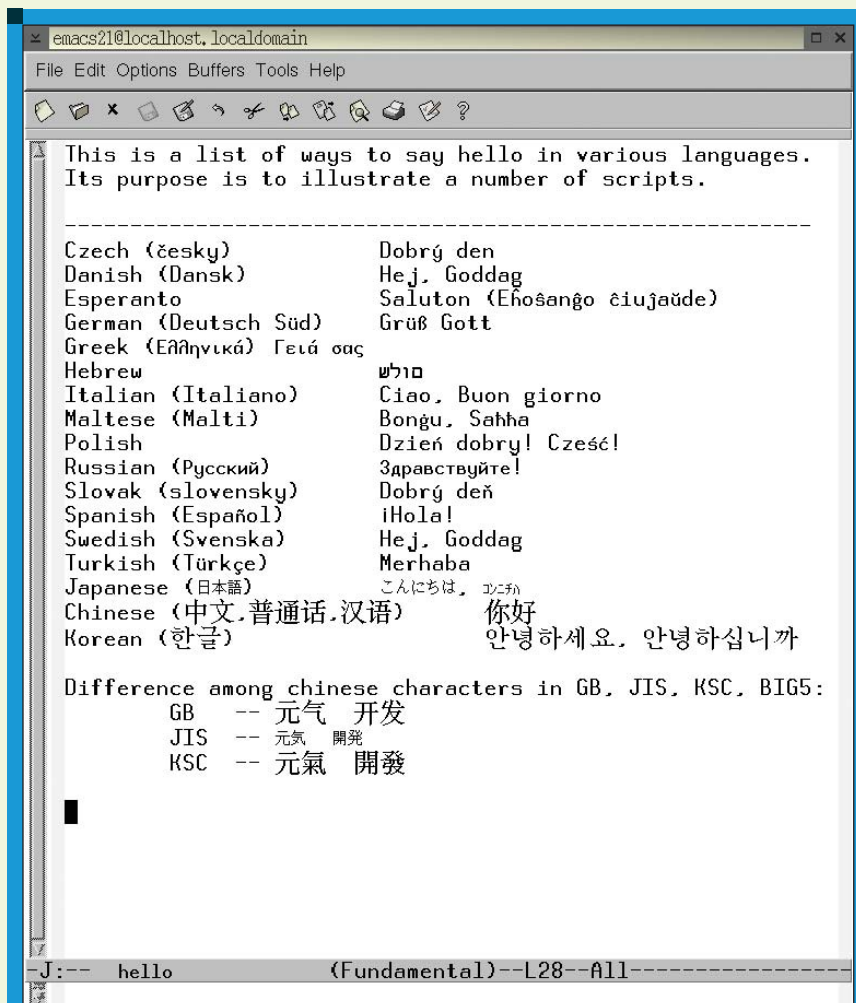 emacs21@localhost.localdomain
File Edit Options Buffers Tools Help
This is a list of ways to say hello in various languages.
Its purpose is to illustrate a number of scripts.
---------------------------------------------------------
Czech (česky) Dobrý den
Danish (Dansk) Hej, Goddag
Esperanto Saluton (Eĥoŝanĝo ĉiuĵaŭde)
German (Deutsch Süd) Grüß Gott
Greek (Ελληνικά) Γειά σας
Hebrew םולש
Italian (Italiano) Ciao, Buon giorno
Maltese (Malti) Bonġu, Saħħa
Polish Dzień dobry! Cześć!
Russian (Русский) Здравствуйте!
Slovak (slovensky) Dobrý deň
Spanish (Español) ¡Hola!
Swedish (Svenska) Hej, Goddag
Turkish (Türkçe) Merhaba
Japanese (日本語) こんにちは, コンニチハ
Chinese (中文,普通话,汉语) 你好
Korean (한글) 안녕하세요, 안녕하십니까
Difference among chinese characters in GB, JIS, KSC, BIG5:
GB -- 元气 开发
JIS -- 元気 開発
KSC -- 元氣 開發
-J:-- hello (Fundamental)--L28--All-----------------